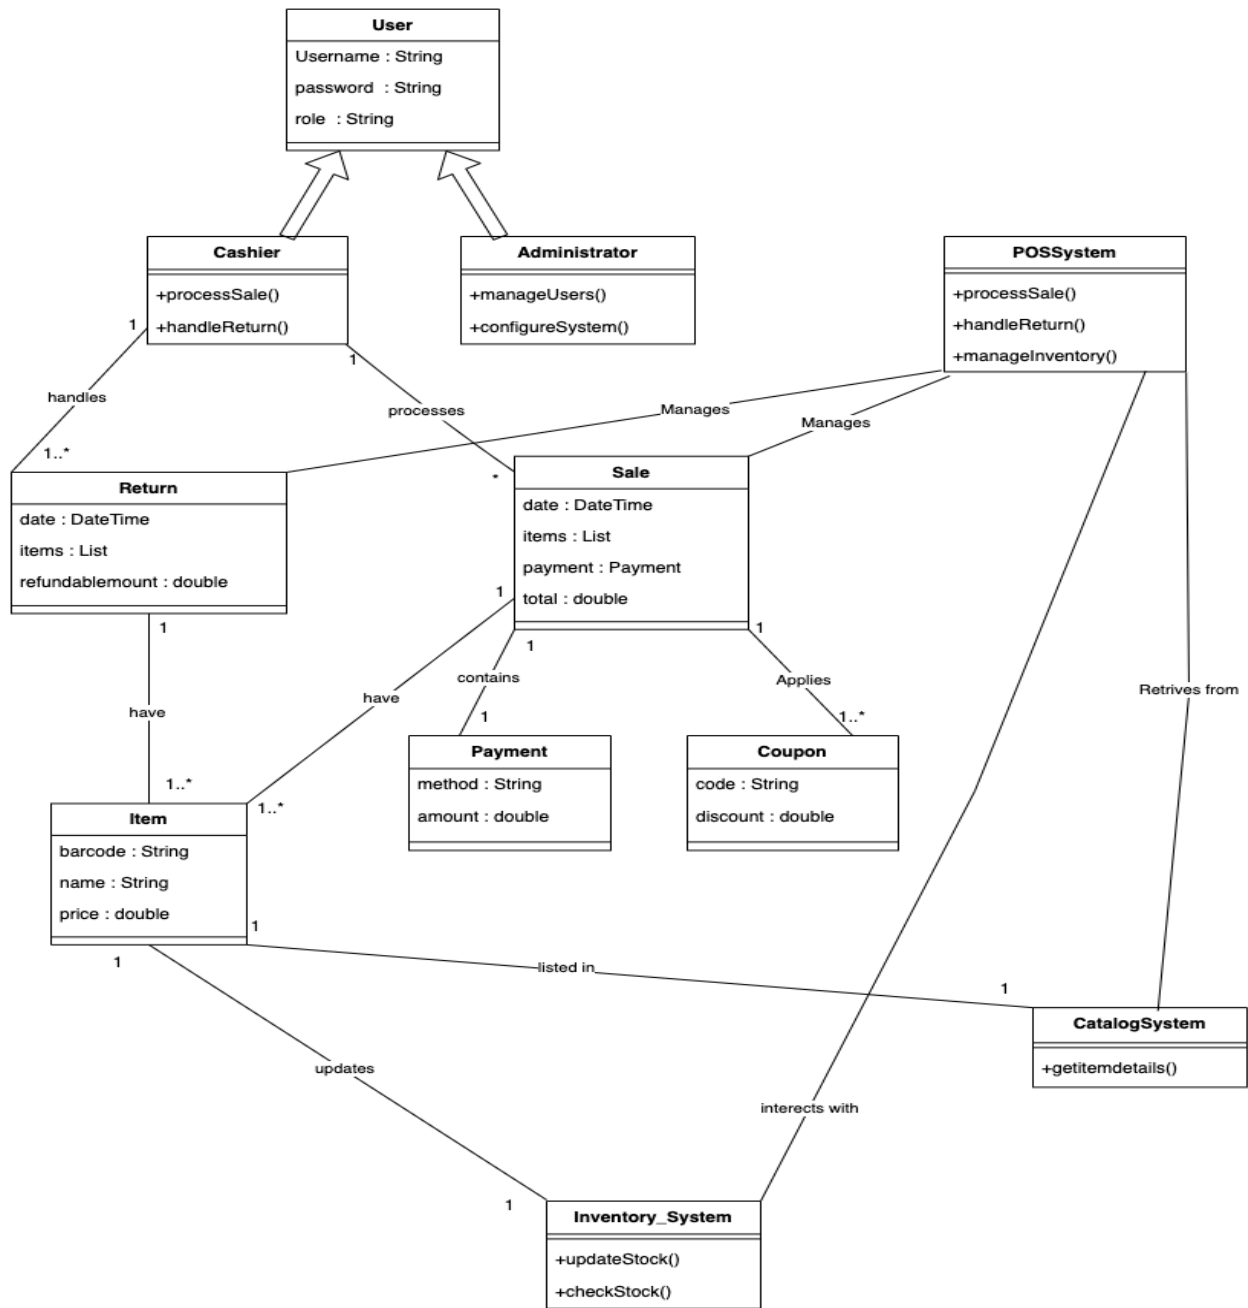 User
Username : String
password : String
role : String
Cashier
+processSale()
+handleReturn()
Administrator
+manageUsers()
+configureSystem()
POSSystem
+processSale()
+handleReturn()
+manageInventory()
1
1
handles
processes
Manages
Manages
1..*
*
Return
date : DateTime
items : List
refundablemount : double
Sale
date : DateTime
items : List
payment : Payment
total : double
1
1
1
1
have
have
contains
Applies
Retrives from
1
1..*
1..*
1..*
Payment
method : String
amount : double
Coupon
code : String
discount : double
Item
barcode : String
name : String
price : double
1
1
listed in
1
CatalogSystem
+getitemdetails()
updates
interects with
1
Inventory_System
+updateStock()
+checkStock()